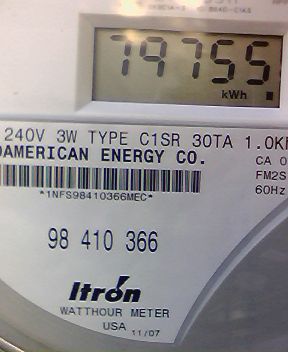 79755
kWh
240V 3W TYPE C1SR 30TA 1.0K
AMERICAN ENERGY CO.
CA 0
FM2S
60Hz
*1NFS98410366MEC*
98 410 366
Itron
WATTHOUR METER
USA 11/07